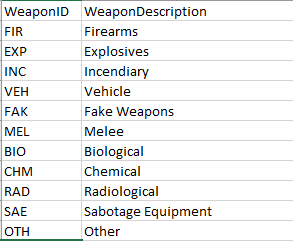 WeaponID WeaponDescription
FIR Firearms
EXP Explosives
INC Incendiary
VEH Vehicle
FAK Fake Weapons
MEL Melee
BIO Biological
CHM Chemical
RAD Radiological
SAE Sabotage Equipment
OTH Other